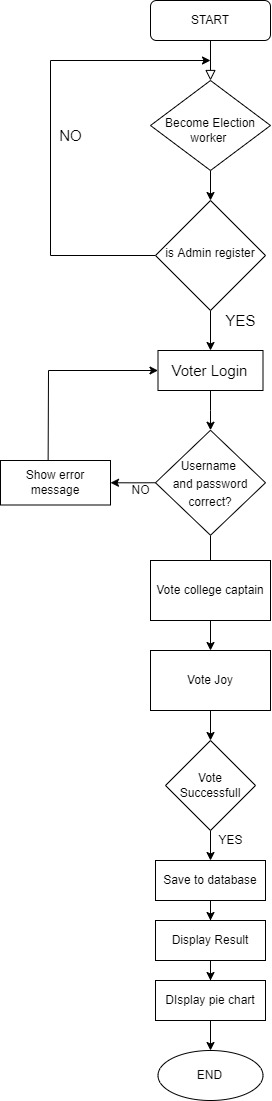 START
Become Election
worker
NO
is Admin register
YES
Voter Login
Username
and password
correct?
Show error
message
NO
Vote college captain
Vote Joy
Vote
Successfull
YES
Save to database
Display Result
DIsplay pie chart
END